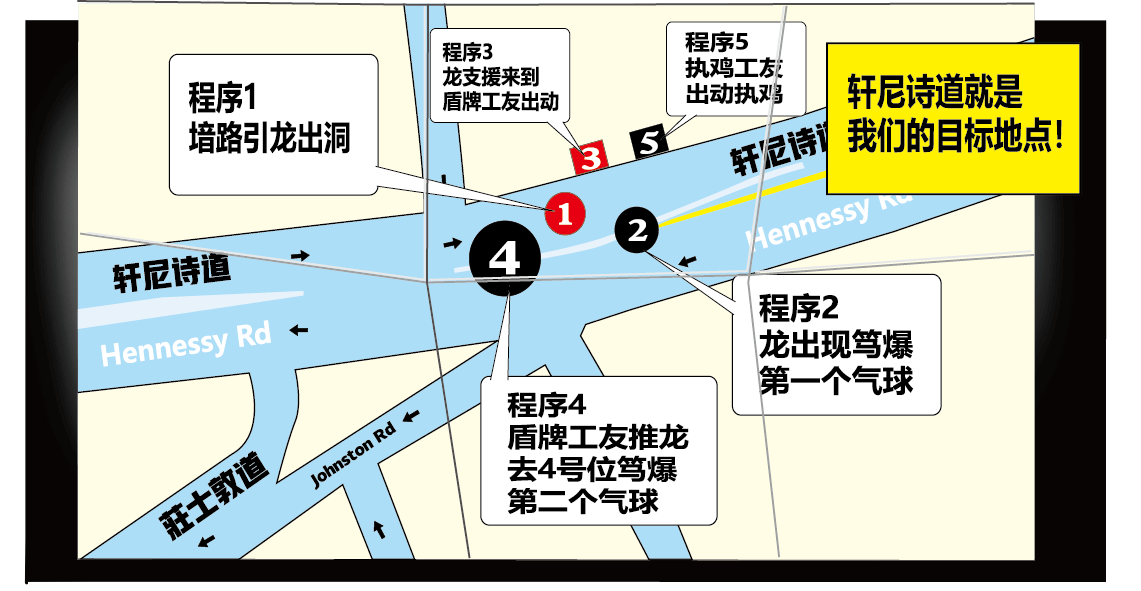 程序1
堷路引龙出洞
程序3
龙支援来到
盾牌工友出动
程序5
执鸡工友
出动执鸡
轩尼诗道就是
我们的目标地点！
轩尼诗道
Hennessy Rd
3
5
1
2
4
轩尼诗道
Hennessy Rd
程序2
龙出现笃爆
第一个气球
程序4
盾牌工友推龙
去4号位笃爆
第二个气球
莊士敦道
Johnston Rd